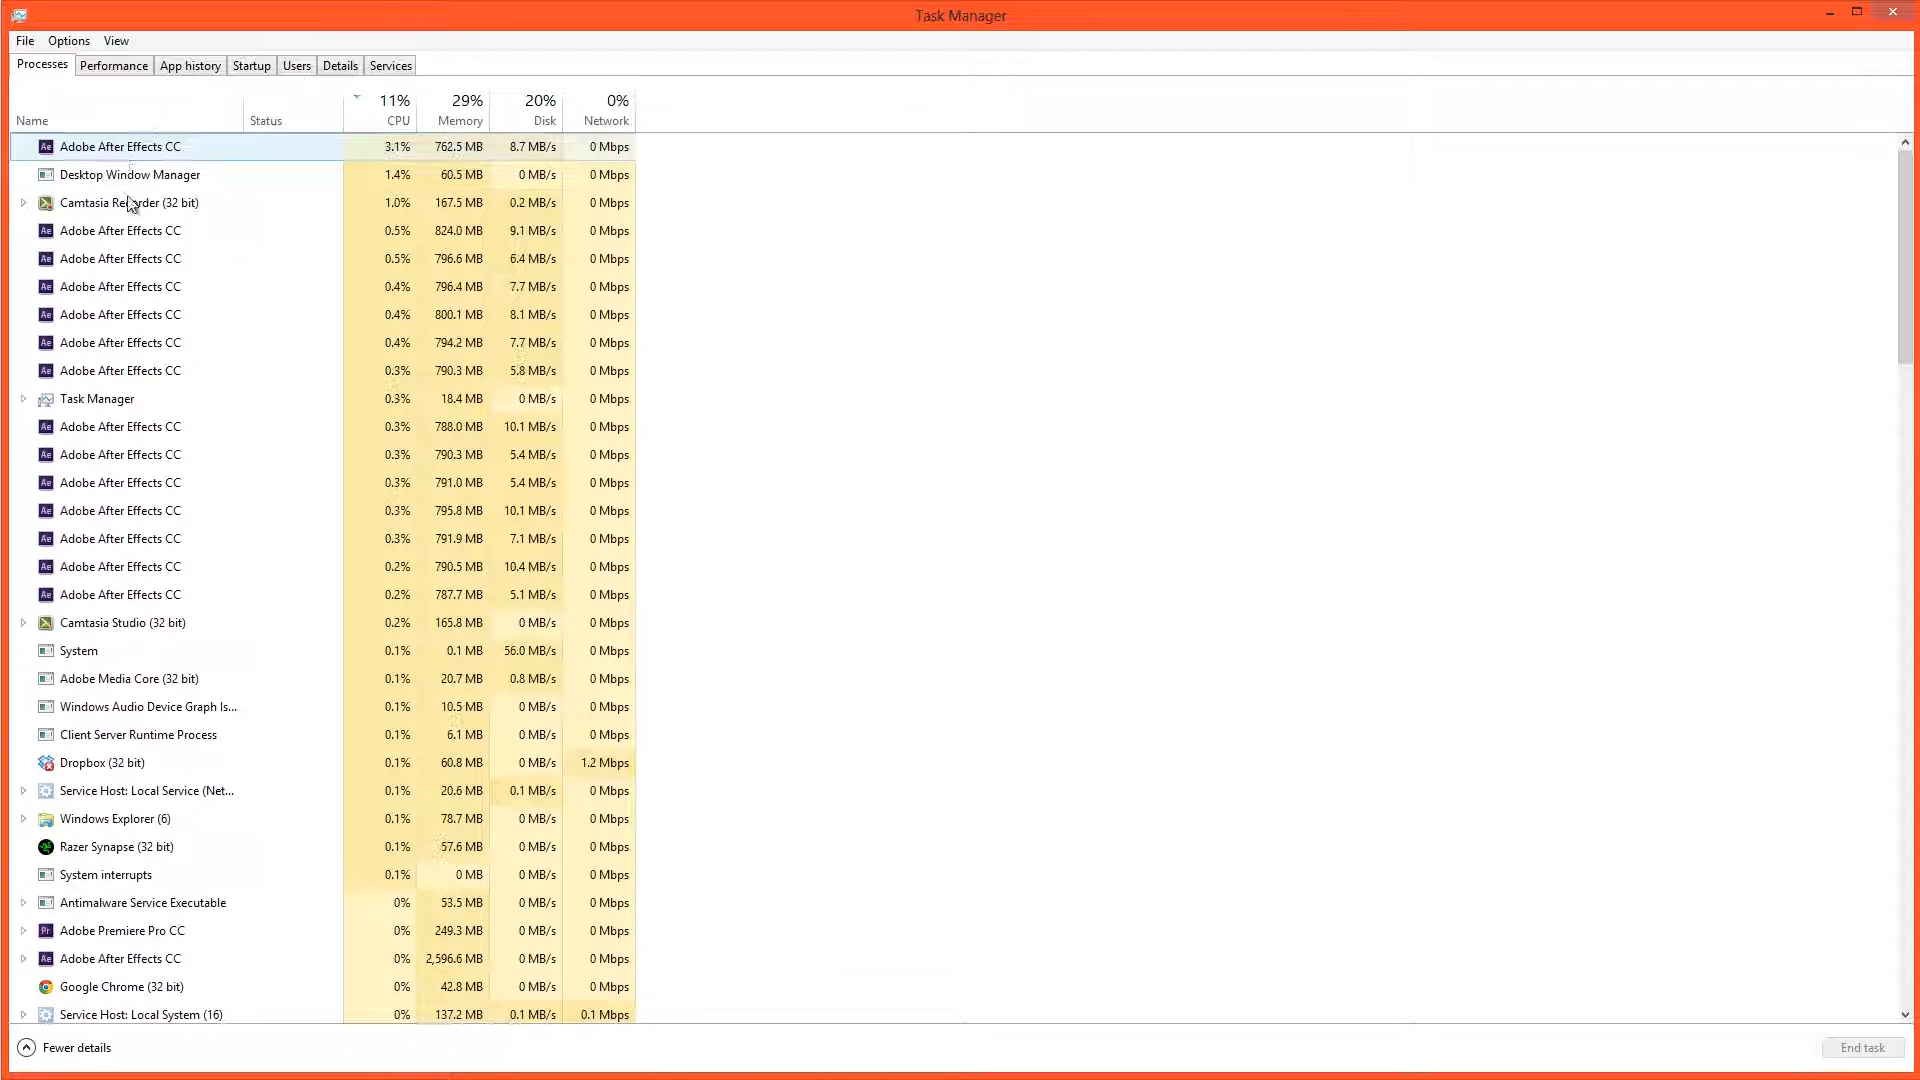 Task Manager
File Options View
Processes Performance App history Startup Users Details Services
11% 29% 20% 0%
Name Status CPU Memory Disk Network
Ae Adobe After Effects CC 3.1% 762.5 MB 8.7 MB/s 0 Mbps
Desktop Window Manager 1.4% 60.5 MB 0 MB/s 0 Mbps
Camtasia Recorder (32 bit) 1.0% 167.5 MB 0.2 MB/s 0 Mbps
Ae Adobe After Effects CC 0.5% 824.0 MB 9.1 MB/s 0 Mbps
Ae Adobe After Effects CC 0.5% 796.6 MB 6.4 MB/s 0 Mbps
Ae Adobe After Effects CC 0.4% 796.4 MB 7.7 MB/s 0 Mbps
Ae Adobe After Effects CC 0.4% 800.1 MB 8.1 MB/s 0 Mbps
Ae Adobe After Effects CC 0.4% 794.2 MB 7.7 MB/s 0 Mbps
Ae Adobe After Effects CC 0.3% 790.3 MB 5.8 MB/s 0 Mbps
Task Manager 0.3% 18.4 MB 0 MB/s 0 Mbps
Ae Adobe After Effects CC 0.3% 788.0 MB 10.1 MB/s 0 Mbps
Ae Adobe After Effects CC 0.3% 790.3 MB 5.4 MB/s 0 Mbps
Ae Adobe After Effects CC 0.3% 791.0 MB 5.4 MB/s 0 Mbps
Ae Adobe After Effects CC 0.3% 795.8 MB 10.1 MB/s 0 Mbps
Ae Adobe After Effects CC 0.3% 791.9 MB 7.1 MB/s 0 Mbps
Ae Adobe After Effects CC 0.2% 790.5 MB 10.4 MB/s 0 Mbps
Ae Adobe After Effects CC 0.2% 787.7 MB 5.1 MB/s 0 Mbps
Camtasia Studio (32 bit) 0.2% 165.8 MB 0 MB/s 0 Mbps
System 0.1% 0.1 MB 56.0 MB/s 0 Mbps
Adobe Media Core (32 bit) 0.1% 20.7 MB 0.8 MB/s 0 Mbps
Windows Audio Device Graph Is... 0.1% 10.5 MB 0 MB/s 0 Mbps
Client Server Runtime Process 0.1% 6.1 MB 0 MB/s 0 Mbps
Dropbox (32 bit) 0.1% 60.8 MB 0 MB/s 1.2 Mbps
Service Host: Local Service (Net... 0.1% 20.6 MB 0.1 MB/s 0 Mbps
Windows Explorer (6) 0.1% 78.7 MB 0 MB/s 0 Mbps
Razer Synapse (32 bit) 0.1% 57.6 MB 0 MB/s 0 Mbps
System interrupts 0.1% 0 MB 0 MB/s 0 Mbps
Antimalware Service Executable 0% 53.5 MB 0 MB/s 0 Mbps
Pr Adobe Premiere Pro CC 0% 249.3 MB 0 MB/s 0 Mbps
Ae Adobe After Effects CC 0% 2,596.6 MB 0 MB/s 0 Mbps
Google Chrome (32 bit) 0% 42.8 MB 0 MB/s 0 Mbps
Service Host: Local System (16) 0% 137.2 MB 0.1 MB/s 0.1 Mbps
Fewer details End task